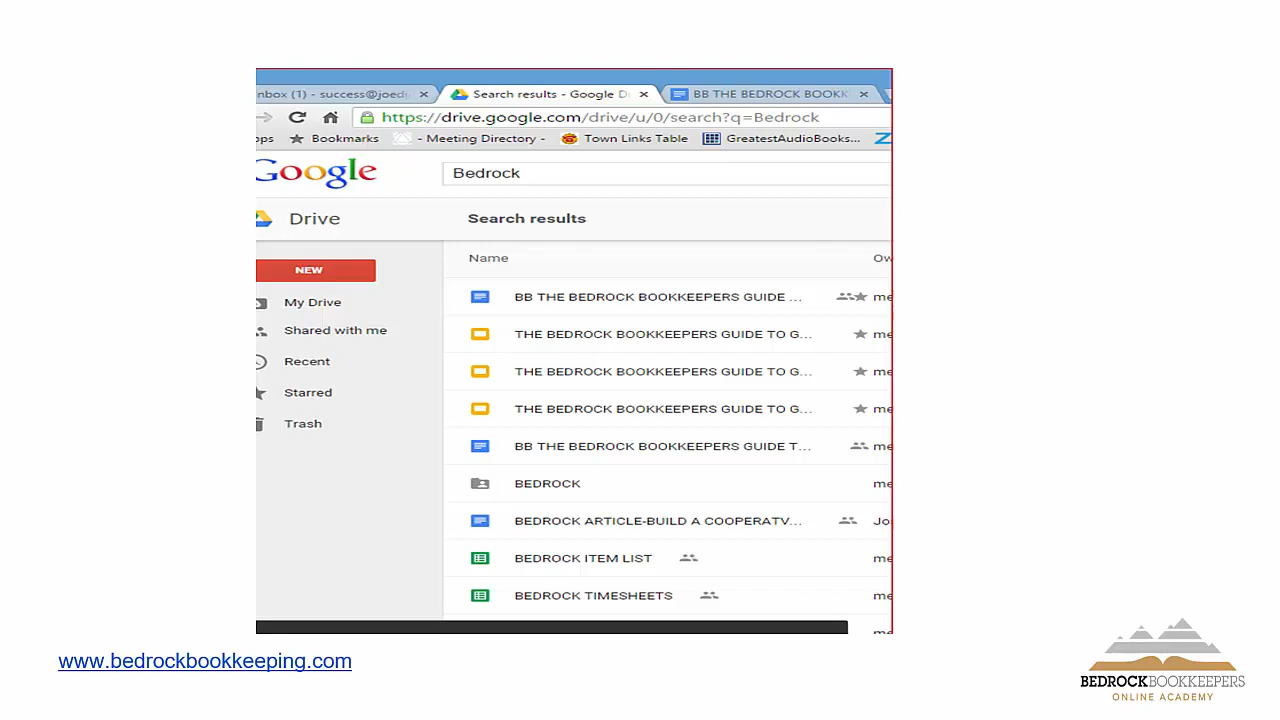 nbox (1) - success@joed
Search results - Google D
BB THE BEDROCK BOOKK
https://drive.google.com/drive/u/0/search?q=Bedrock
pps Bookmarks - Meeting Directory - Town Links Table GreatestAudioBooks...
Google Bedrock
Drive Search results
Name Ow
NEW
BB THE BEDROCK BOOKKEEPERS GUIDE ... me
My Drive
THE BEDROCK BOOKKEEPERS GUIDE TO G... me
Shared with me
THE BEDROCK BOOKKEEPERS GUIDE TO G... me
Recent
Starred
THE BEDROCK BOOKKEEPERS GUIDE TO G... me
Trash
BB THE BEDROCK BOOKKEEPERS GUIDE T... me
BEDROCK me
BEDROCK ARTICLE-BUILD A COOPERATV... Jo
BEDROCK ITEM LIST me
BEDROCK TIMESHEETS me
www.bedrockbookkeeping.com
BEDROCKBOOKKEEPERS
ONLINE ACADEMY